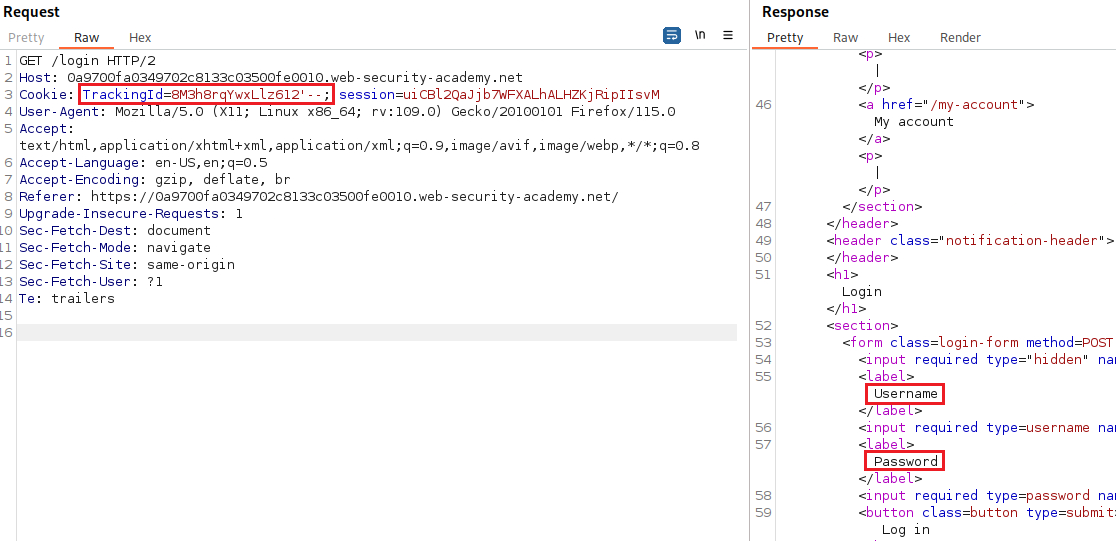 Request
Pretty Raw Hex \n ☰
1 GET /login HTTP/2
2 Host: 0a9700fa0349702c8133c03500fe0010.web-security-academy.net
3 Cookie: TrackingId=8M3h8rqYwxLlz612'--; session=uiCBl2QaJjb7WFXALhALHZKjRipIIsvM
4 User-Agent: Mozilla/5.0 (X11; Linux x86_64; rv:109.0) Gecko/20100101 Firefox/115.0
5 Accept:
text/html,application/xhtml+xml,application/xml;q=0.9,image/avif,image/webp,*/*;q=0.8
6 Accept-Language: en-US,en;q=0.5
7 Accept-Encoding: gzip, deflate, br
8 Referer: https://0a9700fa0349702c8133c03500fe0010.web-security-academy.net/
9 Upgrade-Insecure-Requests: 1
10 Sec-Fetch-Dest: document
11 Sec-Fetch-Mode: navigate
12 Sec-Fetch-Site: same-origin
13 Sec-Fetch-User: ?1
14 Te: trailers
15
16
Response
Pretty Raw Hex Render
<p>
|
</p>
46 <a href="/my-account">
My account
</a>
<p>
|
</p>
47 </section>
48 </header>
49 <header class="notification-header">
50 </header>
51 <h1>
Login
</h1>
52 <section>
53 <form class=login-form method=POST
54 <input required type="hidden" nam
55 <label>
Username
</label>
56 <input required type=username nam
57 <label>
Password
</label>
58 <input required type=password nam
59 <button class=button type=submit>
Log in